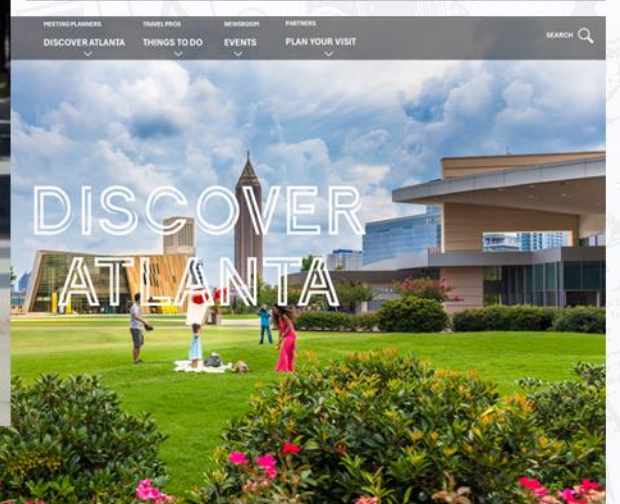 MEETING PLANNERS TRAVEL PROS NEWSROOM PARTNERS
DISCOVER ATLANTA THINGS TO DO EVENTS PLAN YOUR VISIT SEARCH
DISCOVER
ATLANTA